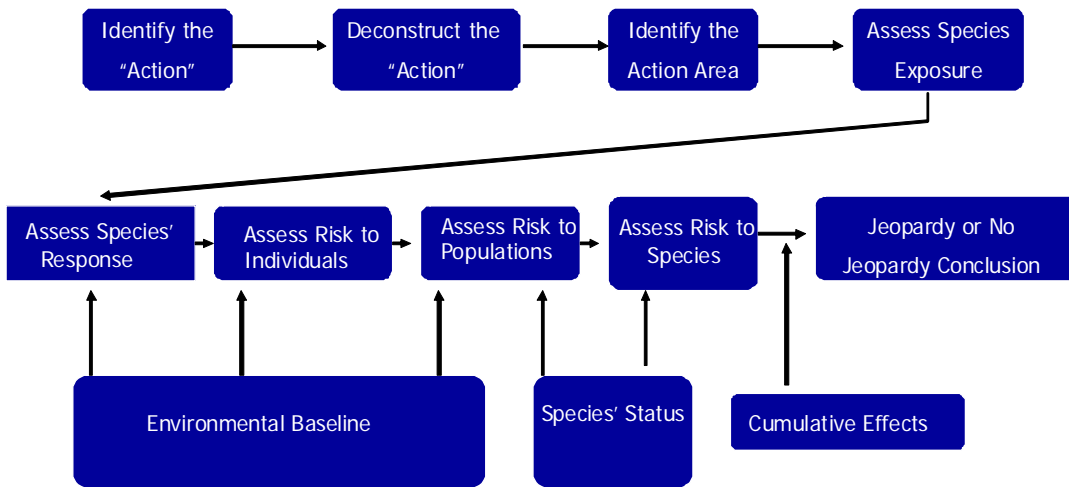 Identify the
“Action”
Deconstruct the
“Action”
Identify the
Action Area
Assess Species
Exposure
Assess Species’
Response
Assess Risk to
Individuals
Assess Risk to
Populations
Assess Risk to
Species
Jeopardy or No
Jeopardy Conclusion
Environmental Baseline
Species’ Status
Cumulative Effects